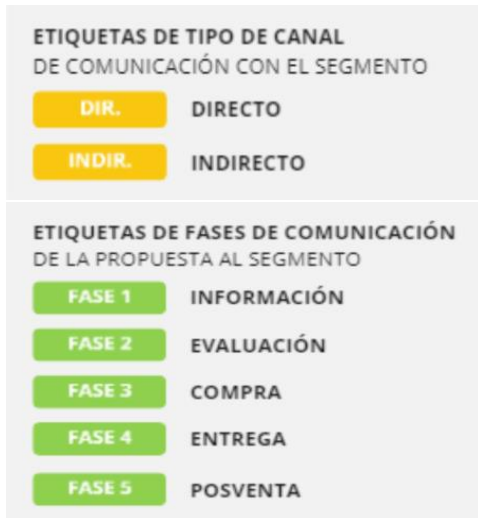 ETIQUETAS DE TIPO DE CANAL
DE COMUNICACIÓN CON EL SEGMENTO
DIR. DIRECTO
INDIR. INDIRECTO
ETIQUETAS DE FASES DE COMUNICACIÓN
DE LA PROPUESTA AL SEGMENTO
FASE 1 INFORMACIÓN
FASE 2 EVALUACIÓN
FASE 3 COMPRA
FASE 4 ENTREGA
FASE 5 POSVENTA